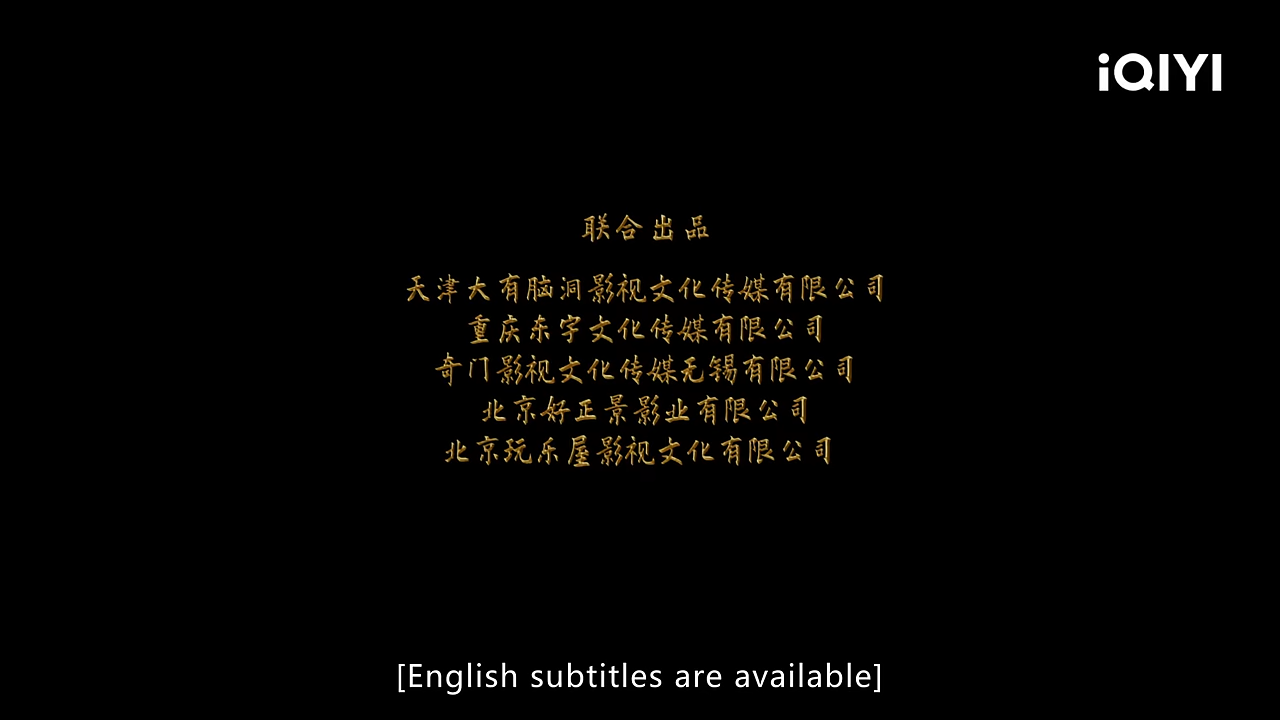 iQIYI
联合出品
天津大有脑洞影视文化传媒有限公司
重庆东宇文化传媒有限公司
奇门影视文化传媒无锡有限公司
北京好正景影业有限公司
北京玩乐屋影视文化有限公司
[English subtitles are available]